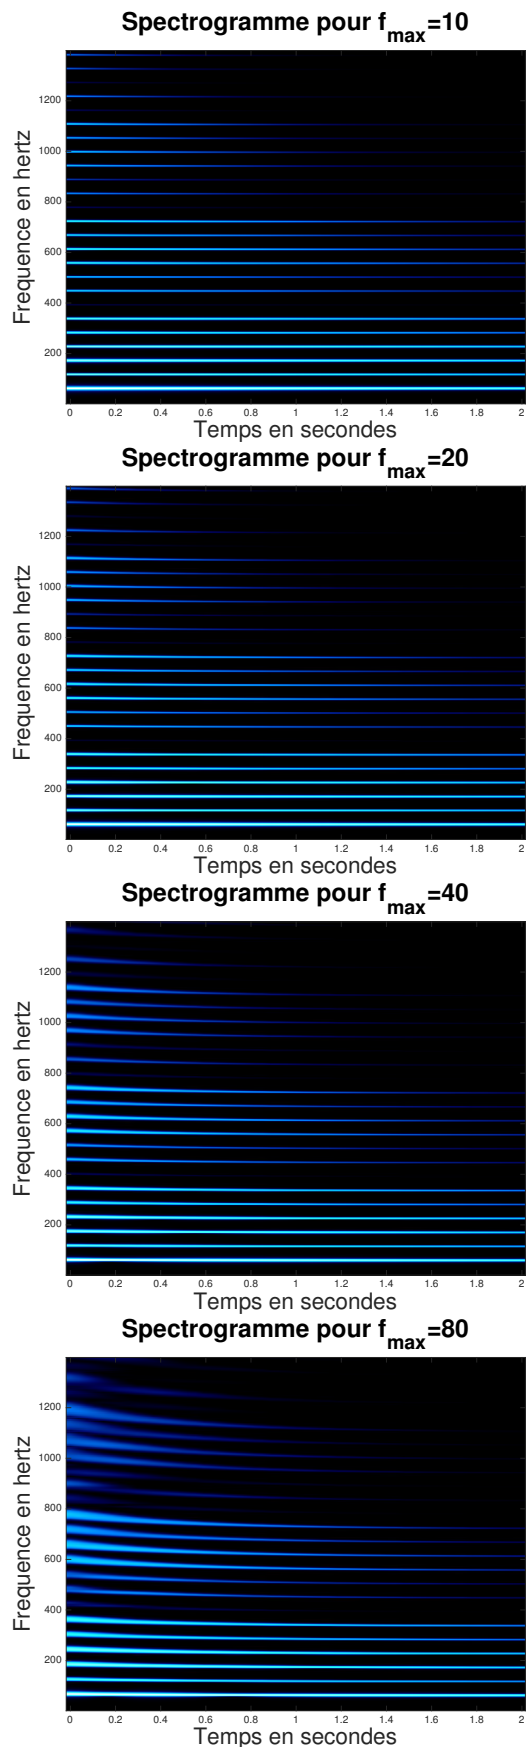 Spectrogramme pour f_max=10
Frequence en hertz
1200
1000
800
600
400
200
0 0.2 0.4 0.6 0.8 1 1.2 1.4 1.6 1.8 2
Temps en secondes
Spectrogramme pour f_max=20
Frequence en hertz
1200
1000
800
600
400
200
0 0.2 0.4 0.6 0.8 1 1.2 1.4 1.6 1.8 2
Temps en secondes
Spectrogramme pour f_max=40
Frequence en hertz
1200
1000
800
600
400
200
0 0.2 0.4 0.6 0.8 1 1.2 1.4 1.6 1.8 2
Temps en secondes
Spectrogramme pour f_max=80
Frequence en hertz
1200
1000
800
600
400
200
0 0.2 0.4 0.6 0.8 1 1.2 1.4 1.6 1.8 2
Temps en secondes